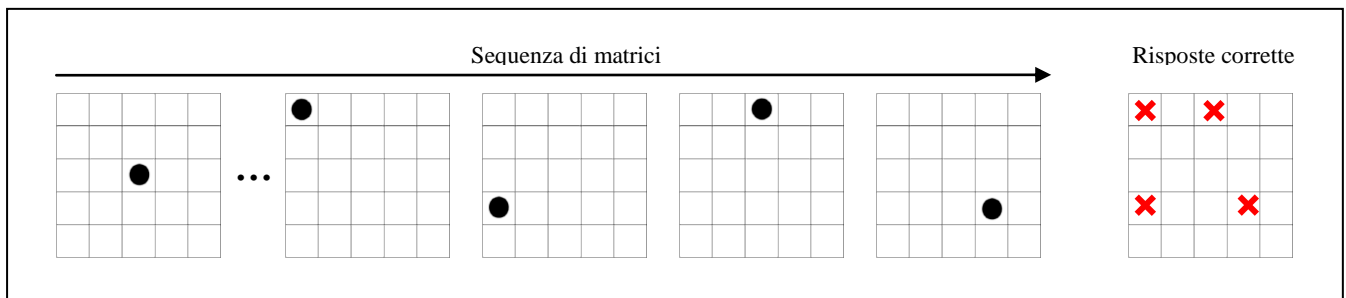 Sequenza di matrici
Risposte corrette
...